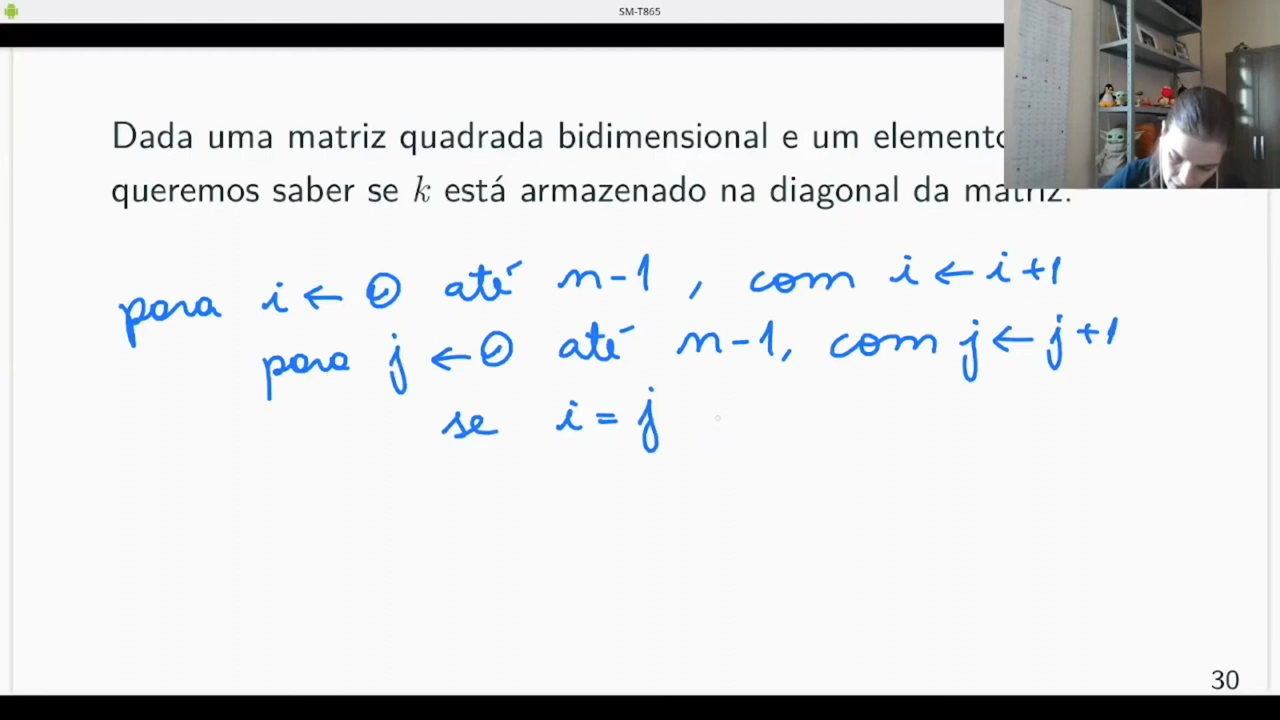 SM-T865
Dada uma matriz quadrada bidimensional e um elemento
queremos saber se k está armazenado na diagonal da matriz.
para i ← 0 até n-1 , com i ← i+1
para j ← 0 até n-1, com j ← j+1
se i = j
30